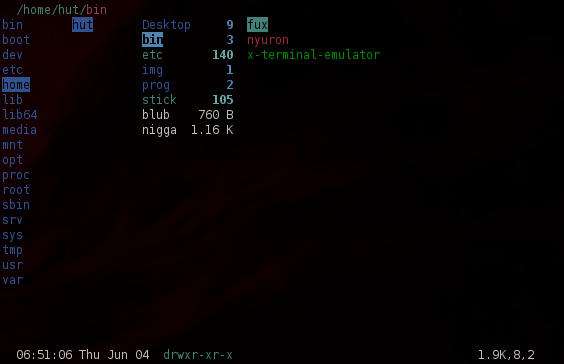 /home/hut/bin
bin hut Desktop 9 fux
boot bin 3 nyuron
dev etc 140 x-terminal-emulator
etc img 1
home prog 2
lib stick 105
lib64 blub 760 B
media nigga 1.16 K
mnt
opt
proc
root
sbin
srv
sys
tmp
usr
var
06:51:06 Thu Jun 04 drwxr-xr-x 1.9K,8,2